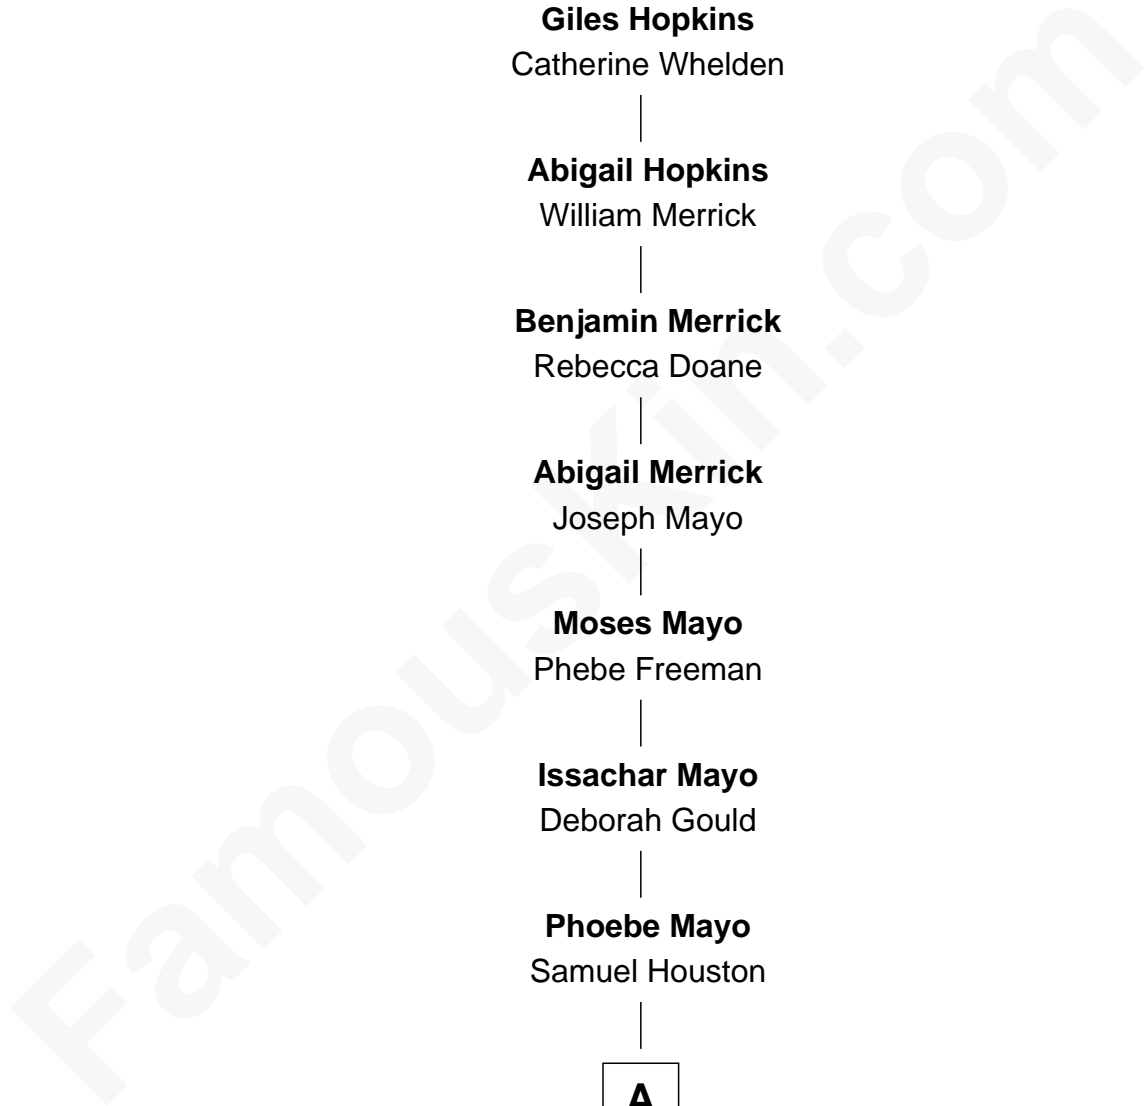 Giles Hopkins
Catherine Whelden
Abigail Hopkins
William Merrick
Benjamin Merrick
Rebecca Doane
Abigail Merrick
Joseph Mayo
Moses Mayo
Phebe Freeman
Issachar Mayo
Deborah Gould
Phoebe Mayo
Samuel Houston
A
FamousKin.com